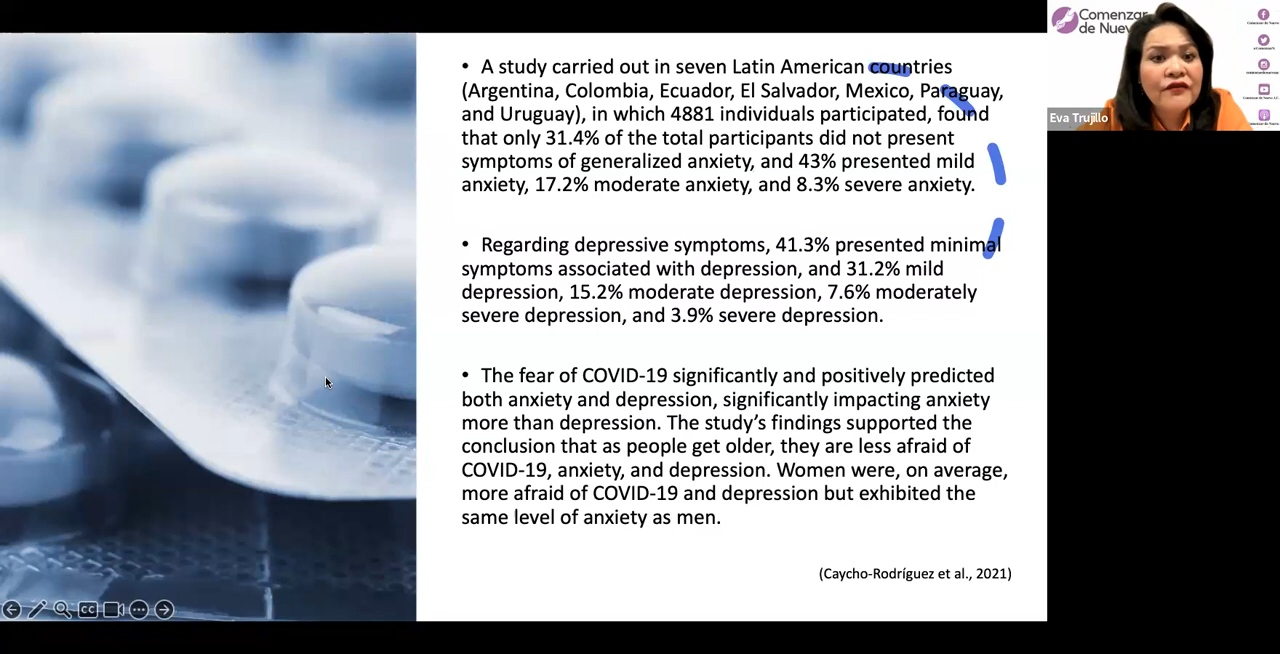 • A study carried out in seven Latin American countries
(Argentina, Colombia, Ecuador, El Salvador, Mexico, Paraguay,
and Uruguay), in which 4881 individuals participated, found
that only 31.4% of the total participants did not present
symptoms of generalized anxiety, and 43% presented mild
anxiety, 17.2% moderate anxiety, and 8.3% severe anxiety.
• Regarding depressive symptoms, 41.3% presented minimal
symptoms associated with depression, and 31.2% mild
depression, 15.2% moderate depression, 7.6% moderately
severe depression, and 3.9% severe depression.
• The fear of COVID-19 significantly and positively predicted
both anxiety and depression, significantly impacting anxiety
more than depression. The study’s findings supported the
conclusion that as people get older, they are less afraid of
COVID-19, anxiety, and depression. Women were, on average,
more afraid of COVID-19 and depression but exhibited the
same level of anxiety as men.
(Caycho-Rodríguez et al., 2021)
CC
Comenzar
de Nuev
Eva Trujillo